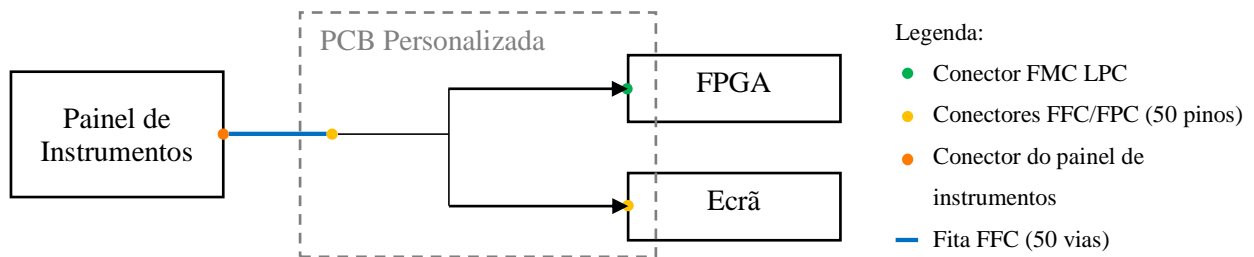 PCB Personalizada
Painel de
Instrumentos
FPGA
Ecrã
Legenda:
Conector FMC LPC
Conectores FFC/FPC (50 pinos)
Conector do painel de
instrumentos
Fita FFC (50 vias)